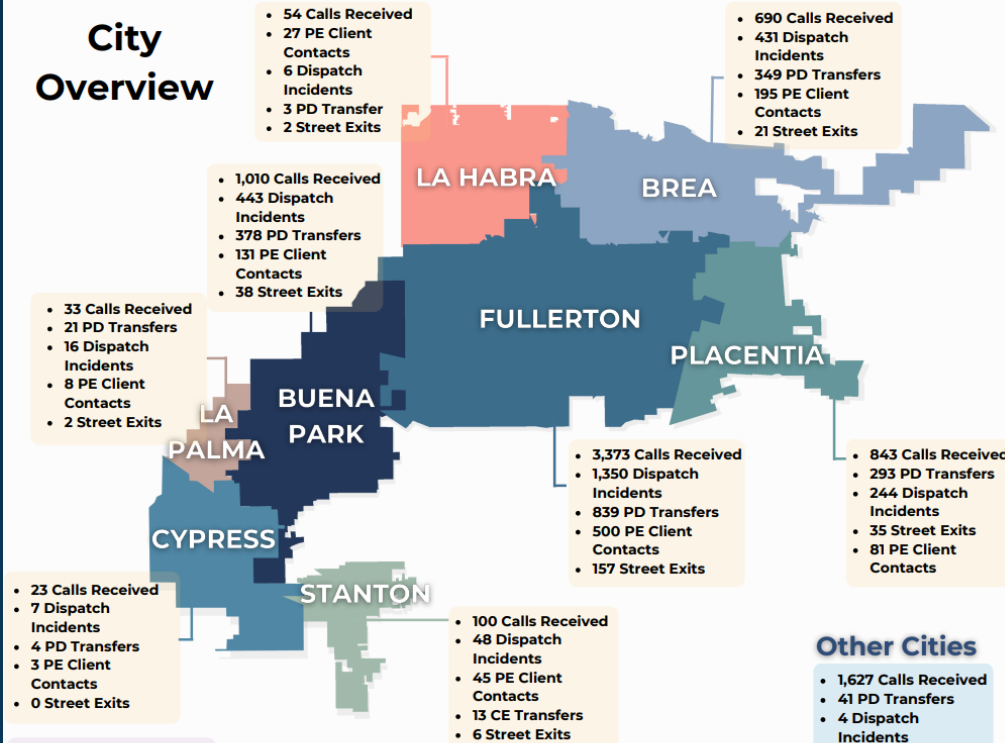 City
Overview
54 Calls Received
27 PE Client
Contacts
6 Dispatch
Incidents
3 PD Transfer
2 Street Exits
690 Calls Received
431 Dispatch
Incidents
349 PD Transfers
195 PE Client
Contacts
21 Street Exits
LA HABRA
BREA
1,010 Calls Received
443 Dispatch
Incidents
378 PD Transfers
131 PE Client
Contacts
38 Street Exits
33 Calls Received
21 PD Transfers
16 Dispatch
Incidents
8 PE Client
Contacts
2 Street Exits
FULLERTON
PLACENTIA
BUENA
PARK
LA
PALMA
3,373 Calls Received
1,350 Dispatch
Incidents
839 PD Transfers
500 PE Client
Contacts
157 Street Exits
843 Calls Received
293 PD Transfers
244 Dispatch
Incidents
35 Street Exits
81 PE Client
Contacts
CYPRESS
STANTON
23 Calls Received
7 Dispatch
Incidents
4 PD Transfers
3 PE Client
Contacts
0 Street Exits
100 Calls Received
48 Dispatch
Incidents
45 PE Client
Contacts
13 CE Transfers
6 Street Exits
Other Cities
1,627 Calls Received
41 PD Transfers
4 Dispatch
Incidents